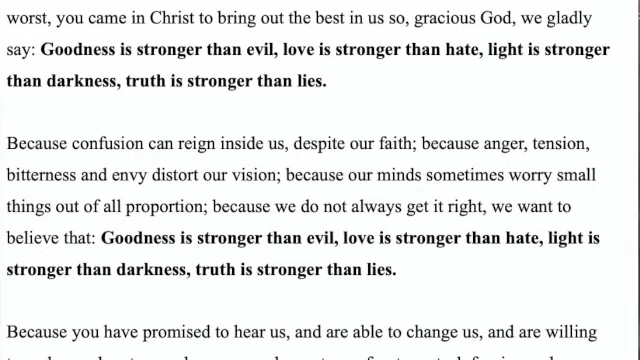 worst, you came in Christ to bring out the best in us so, gracious God, we gladly
say: Goodness is stronger than evil, love is stronger than hate, light is stronger
than darkness, truth is stronger than lies.
Because confusion can reign inside us, despite our faith; because anger, tension,
bitterness and envy distort our vision; because our minds sometimes worry small
things out of all proportion; because we do not always get it right, we want to
believe that: Goodness is stronger than evil, love is stronger than hate, light is
stronger than darkness, truth is stronger than lies.
Because you have promised to hear us, and are able to change us, and are willing